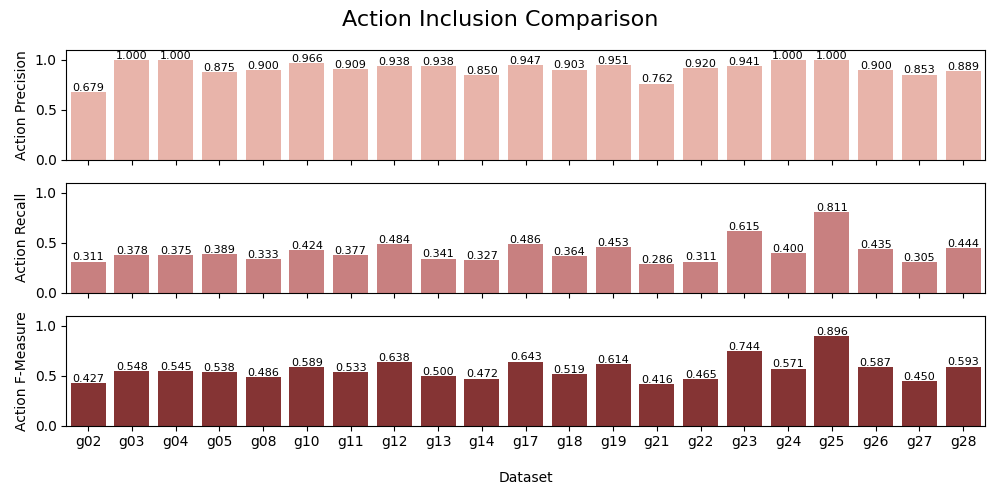 Action Inclusion Comparison
Action Precision
1.0
0.5
0.0
0.679 1.000 1.000 0.875 0.900 0.966 0.909 0.938 0.938 0.850 0.947 0.903 0.951 0.762 0.920 0.941 1.000 1.000 0.900 0.853 0.889
Action Recall
1.0
0.5
0.0
0.311 0.378 0.375 0.389 0.333 0.424 0.377 0.484 0.341 0.327 0.486 0.364 0.453 0.286 0.311 0.615 0.400 0.811 0.435 0.305 0.444
Action F-Measure
1.0
0.5
0.0
0.427 0.548 0.545 0.538 0.486 0.589 0.533 0.638 0.500 0.472 0.643 0.519 0.614 0.416 0.465 0.744 0.571 0.896 0.587 0.450 0.593
g02 g03 g04 g05 g08 g10 g11 g12 g13 g14 g17 g18 g19 g21 g22 g23 g24 g25 g26 g27 g28
Dataset